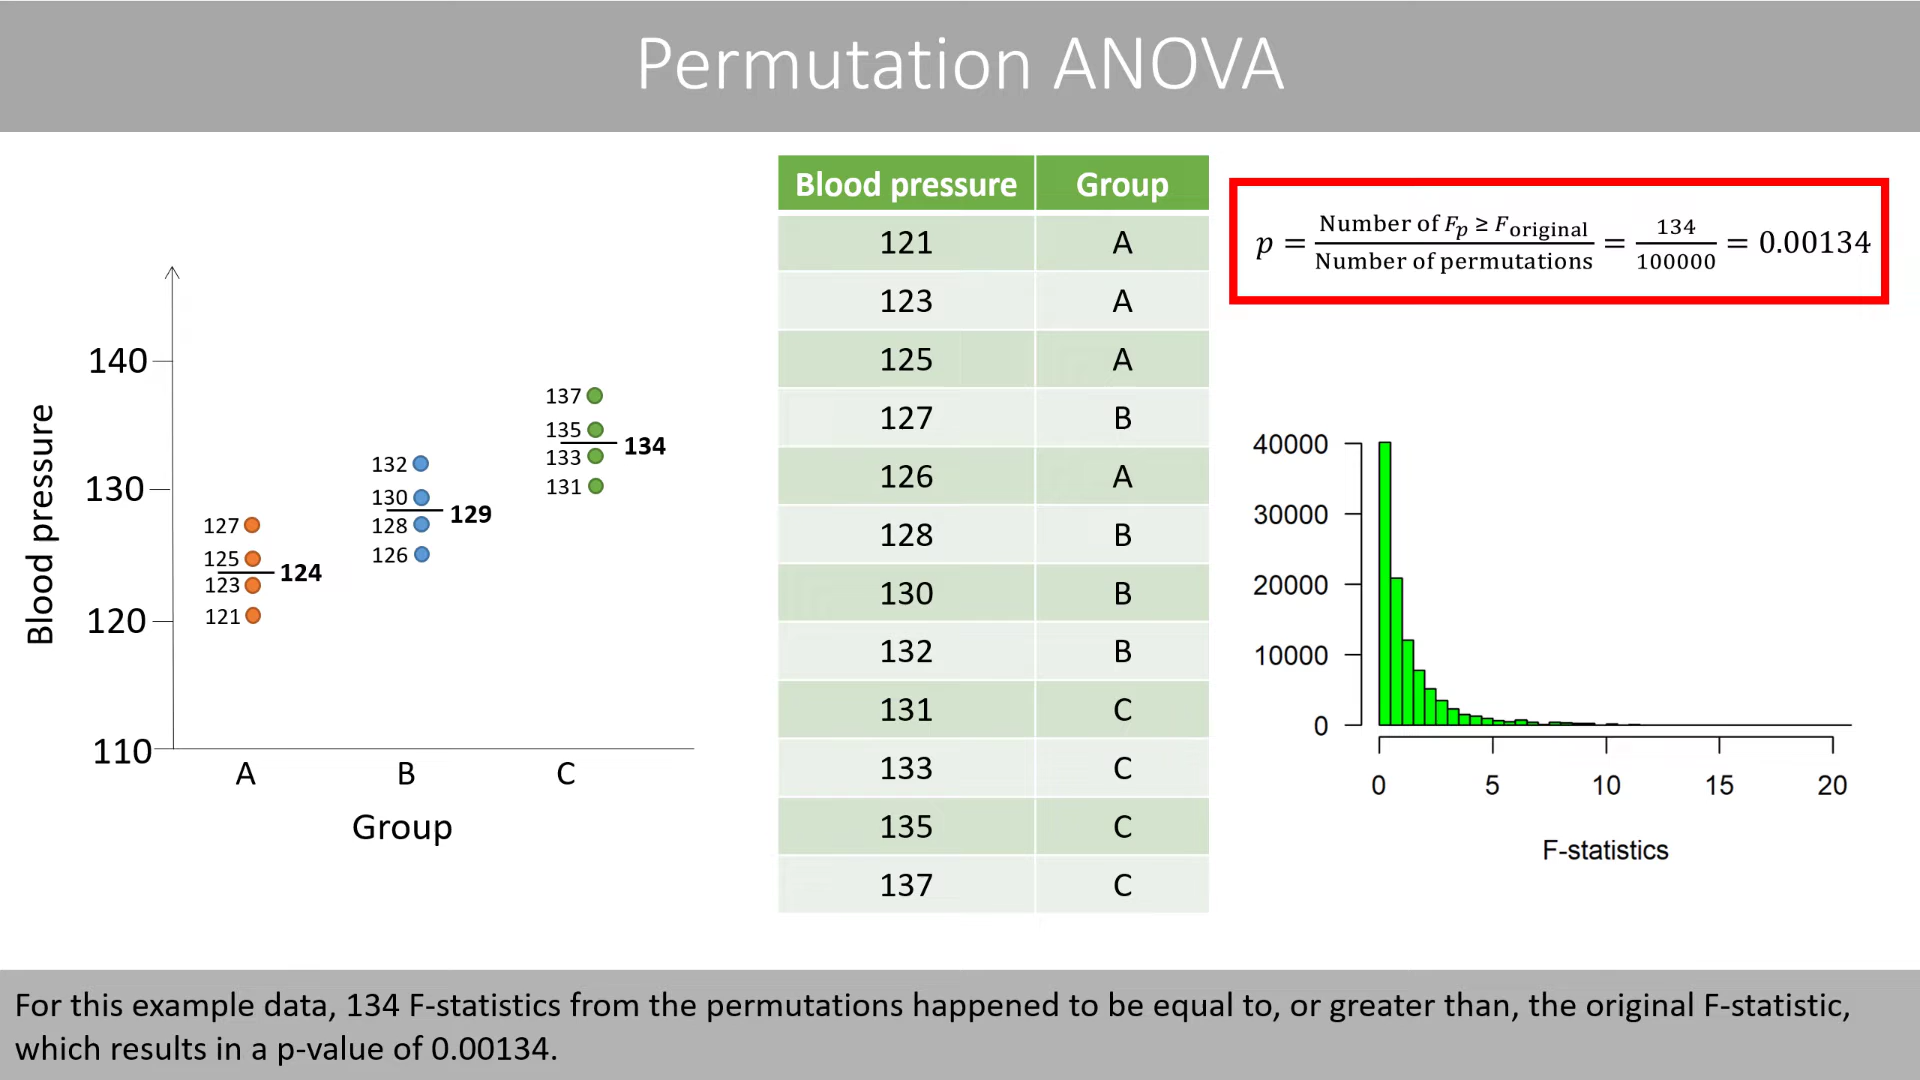 Permutation ANOVA
Blood pressure
140
130
120
110
127
125
123
121
124
132
130
128
126
129
137
135
133
131
134
A B C
Group
Blood pressure Group
121 A
123 A
125 A
127 B
126 A
128 B
130 B
132 B
131 C
133 C
135 C
137 C
p = Number of Fp ≥ Foriginal / Number of permutations = 134 / 100000 = 0.00134
40000
30000
20000
10000
0
0 5 10 15 20
F-statistics
For this example data, 134 F-statistics from the permutations happened to be equal to, or greater than, the original F-statistic,
which results in a p-value of 0.00134.